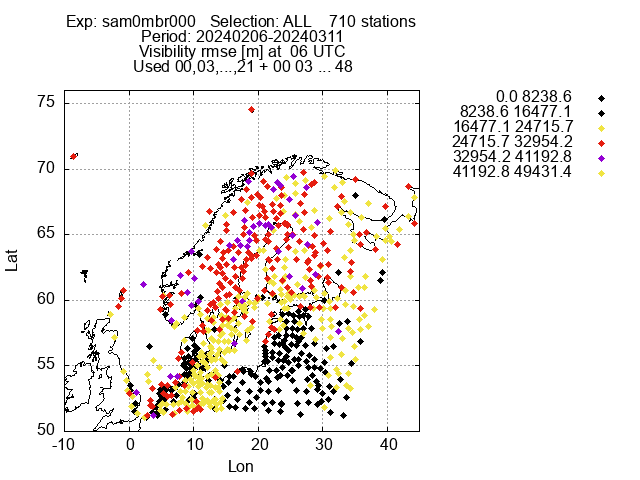 Exp: sam0mbr000 Selection: ALL 710 stations
Period: 20240206-20240311
Visibility rmse [m] at 06 UTC
Used 00,03,...,21 + 00 03 ... 48
0.0 8238.6
8238.6 16477.1
16477.1 24715.7
24715.7 32954.2
32954.2 41192.8
41192.8 49431.4
75
70
65
60
55
50
Lat
-10 0 10 20 30 40
Lon